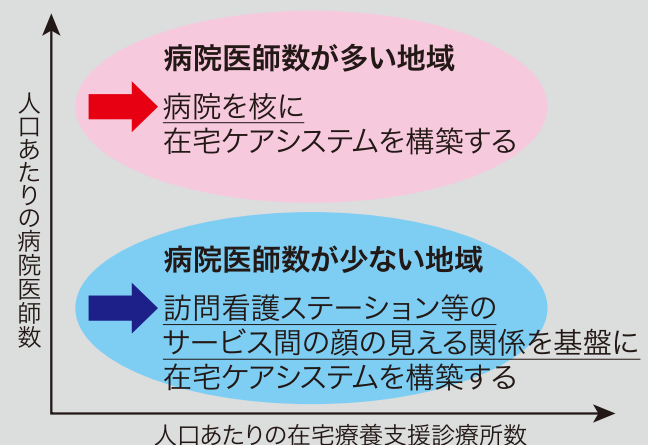 病院医師数が多い地域
病院を核に
在宅ケアシステムを構築する
人口あたりの病院医師数
病院医師数が少ない地域
訪問看護ステーション等の
サービス間の顔の見える関係を基盤に
在宅ケアシステムを構築する
人口あたりの在宅療養支援診療所数